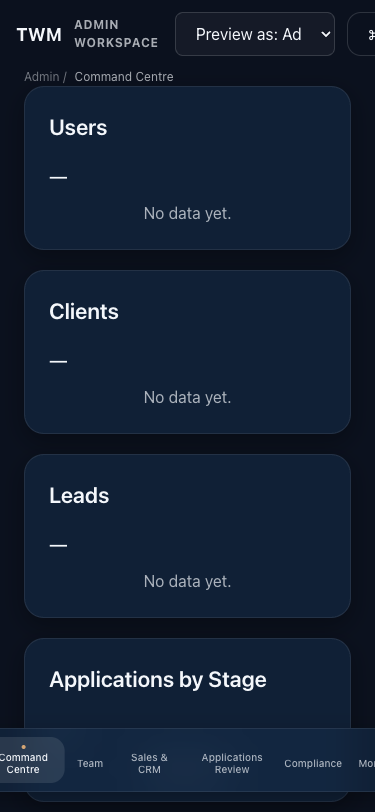 TWM
ADMIN
WORKSPACE
Preview as: Ad
Admin / Command Centre
Users
—
No data yet.
Clients
—
No data yet.
Leads
—
No data yet.
Applications by Stage
Command
Centre
Team
Sales &
CRM
Applications
Review
Compliance
Mor